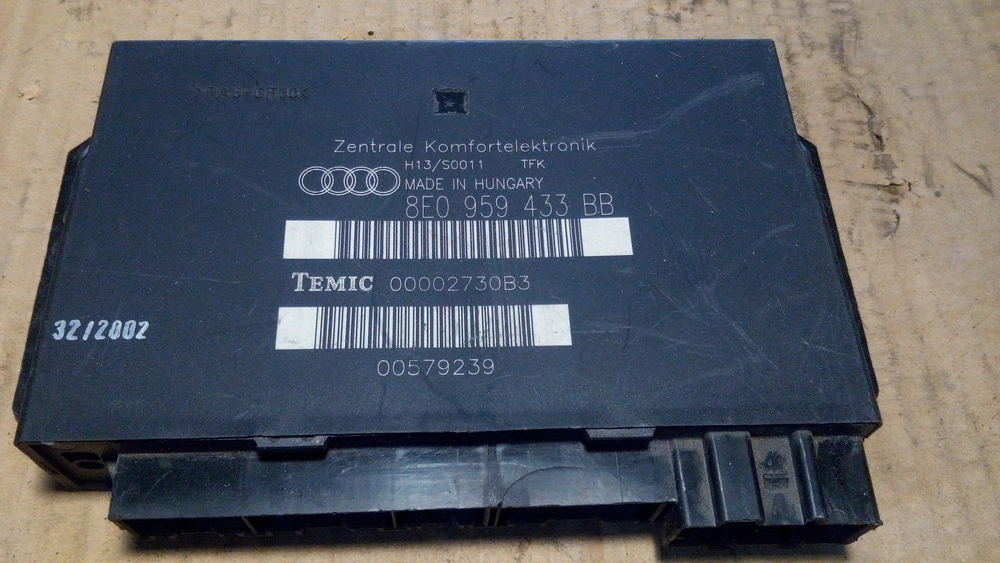 Zentrale Komfortelektronik
H13/S0011 TFK
MADE IN HUNGARY
8E0 959 433 BB
TEMIC 00002730B3
32/2002
00579239